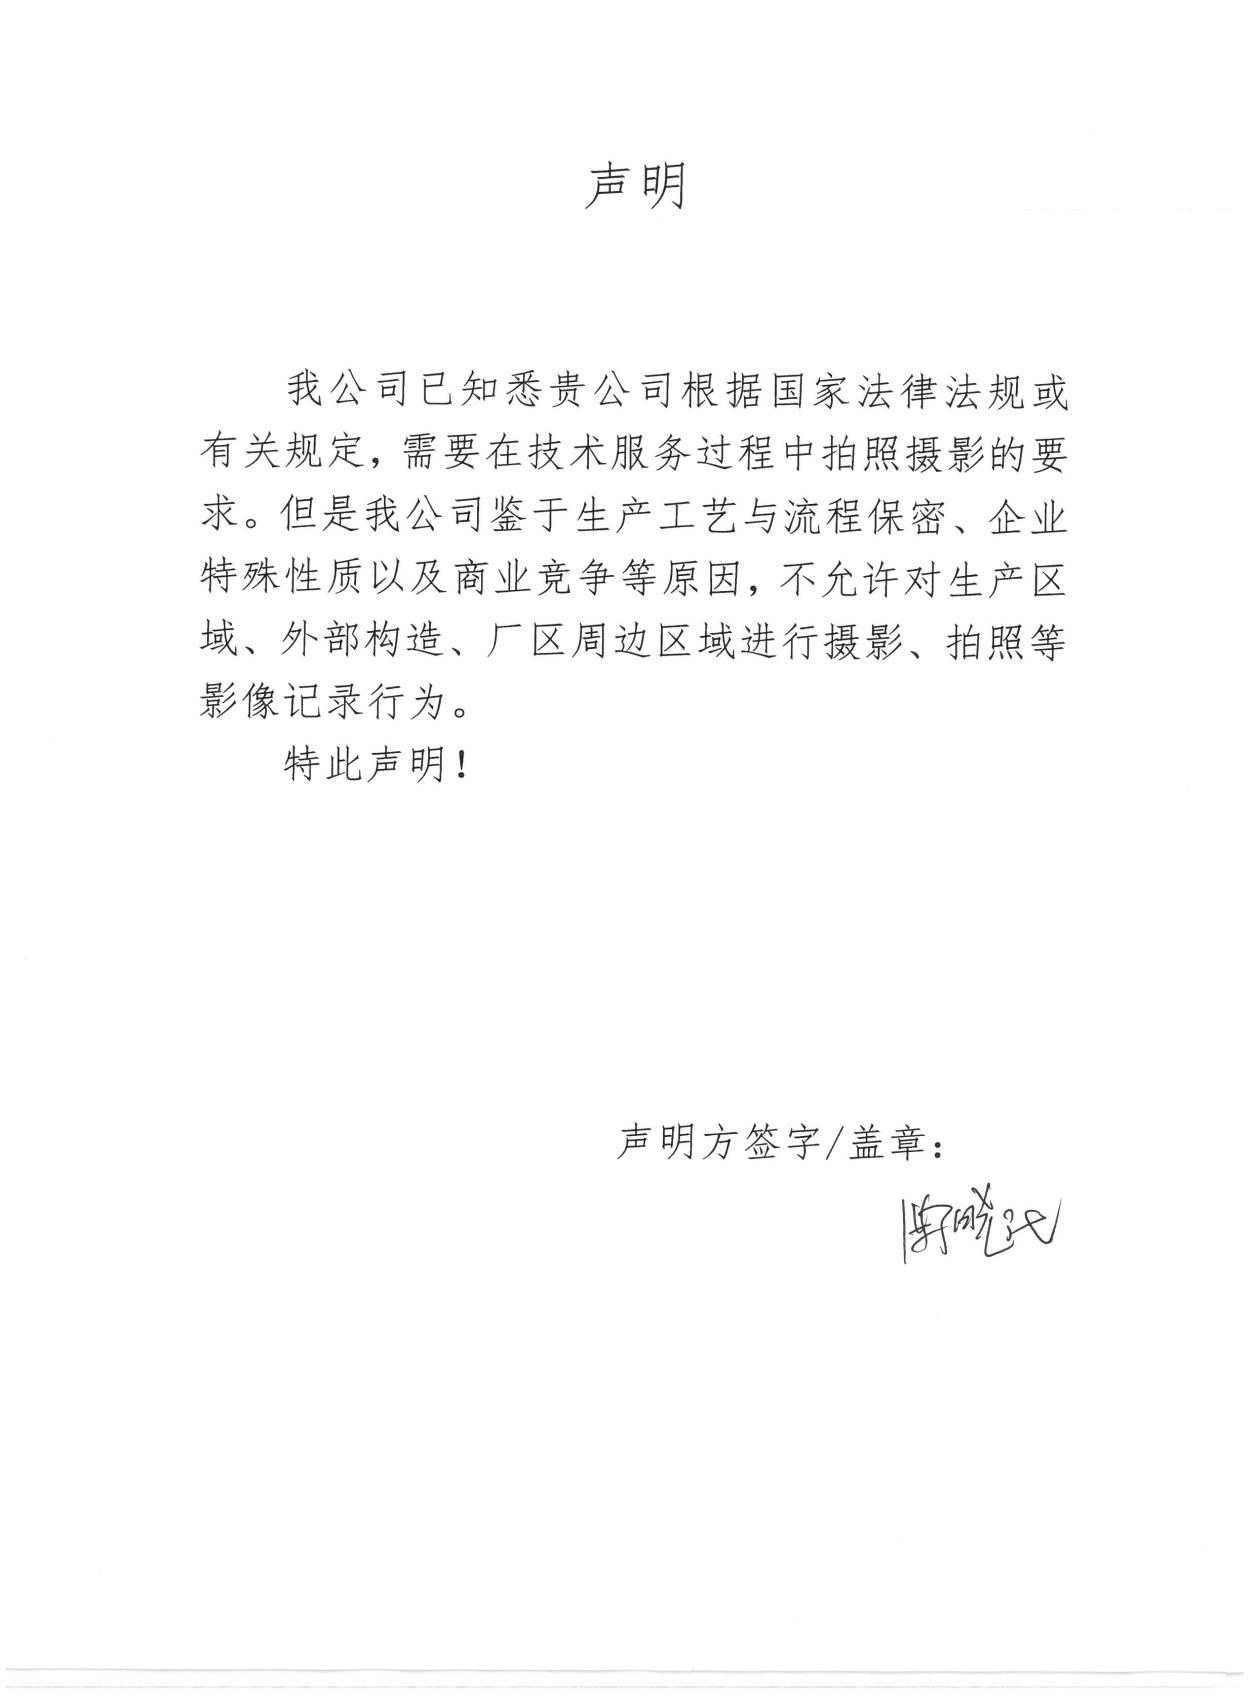 声明
我公司已知悉贵公司根据国家法律法规或
有关规定，需要在技术服务过程中拍照摄影的要
求。但是我公司鉴于生产工艺与流程保密、企业
特殊性质以及商业竞争等原因，不允许对生产区
域、外部构造、厂区周边区域进行摄影、拍照等
影像记录行为。
特此声明！
声明方签字/盖章：